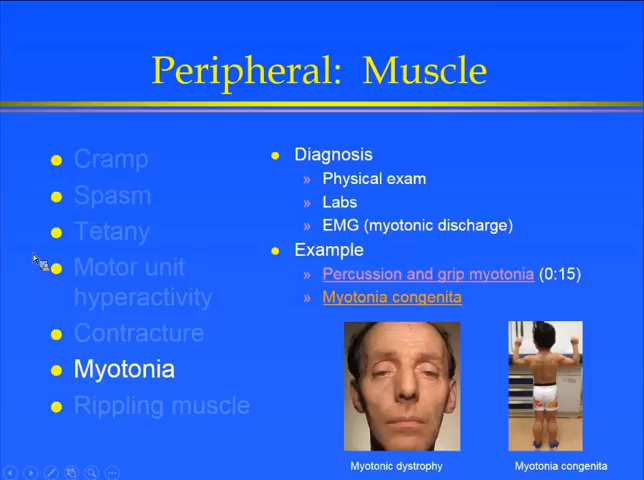 Peripheral: Muscle
Cramp
Spasm
Tetany
Motor unit
hyperactivity
Contracture
Myotonia
Rippling muscle
Diagnosis
» Physical exam
» Labs
» EMG (myotonic discharge)
Example
» Percussion and grip myotonia (0:15)
» Myotonia congenita
Myotonic dystrophy
Myotonia congenita